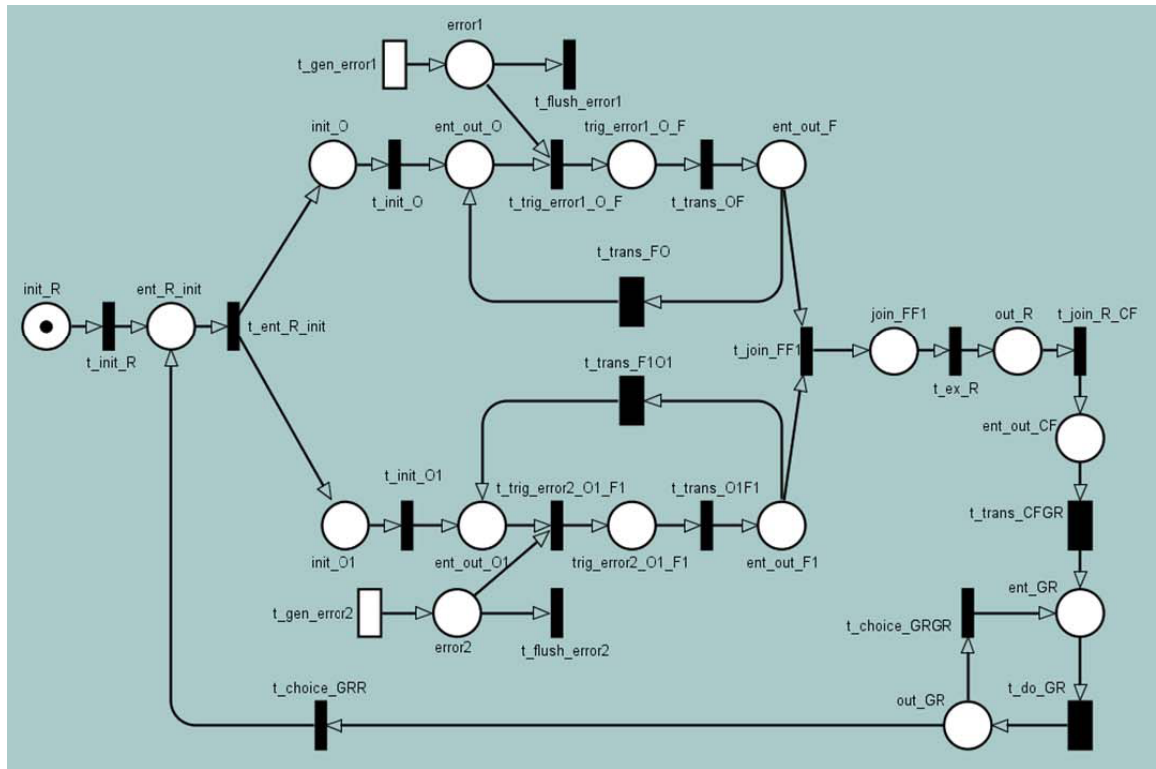 error1
t_gen_error1
t_flush_error1
init_O
ent_out_O
trig_error1_O_F
ent_out_F
t_init_O
t_trig_error1_O_F
t_trans_OF
t_trans_FO
init_R
ent_R_init
t_init_R
t_ent_R_init
t_join_FF1
join_FF1
out_R
t_join_R_CF
t_ex_R
t_trans_F1O1
ent_out_CF
t_init_O1
t_trig_error2_O1_F1
t_trans_O1F1
t_trans_CFGR
init_O1
ent_out_O1
trig_error2_O1_F1
ent_out_F1
ent_GR
t_gen_error2
t_choice_GRGR
error2
t_flush_error2
t_choice_GRR
out_GR
t_do_GR